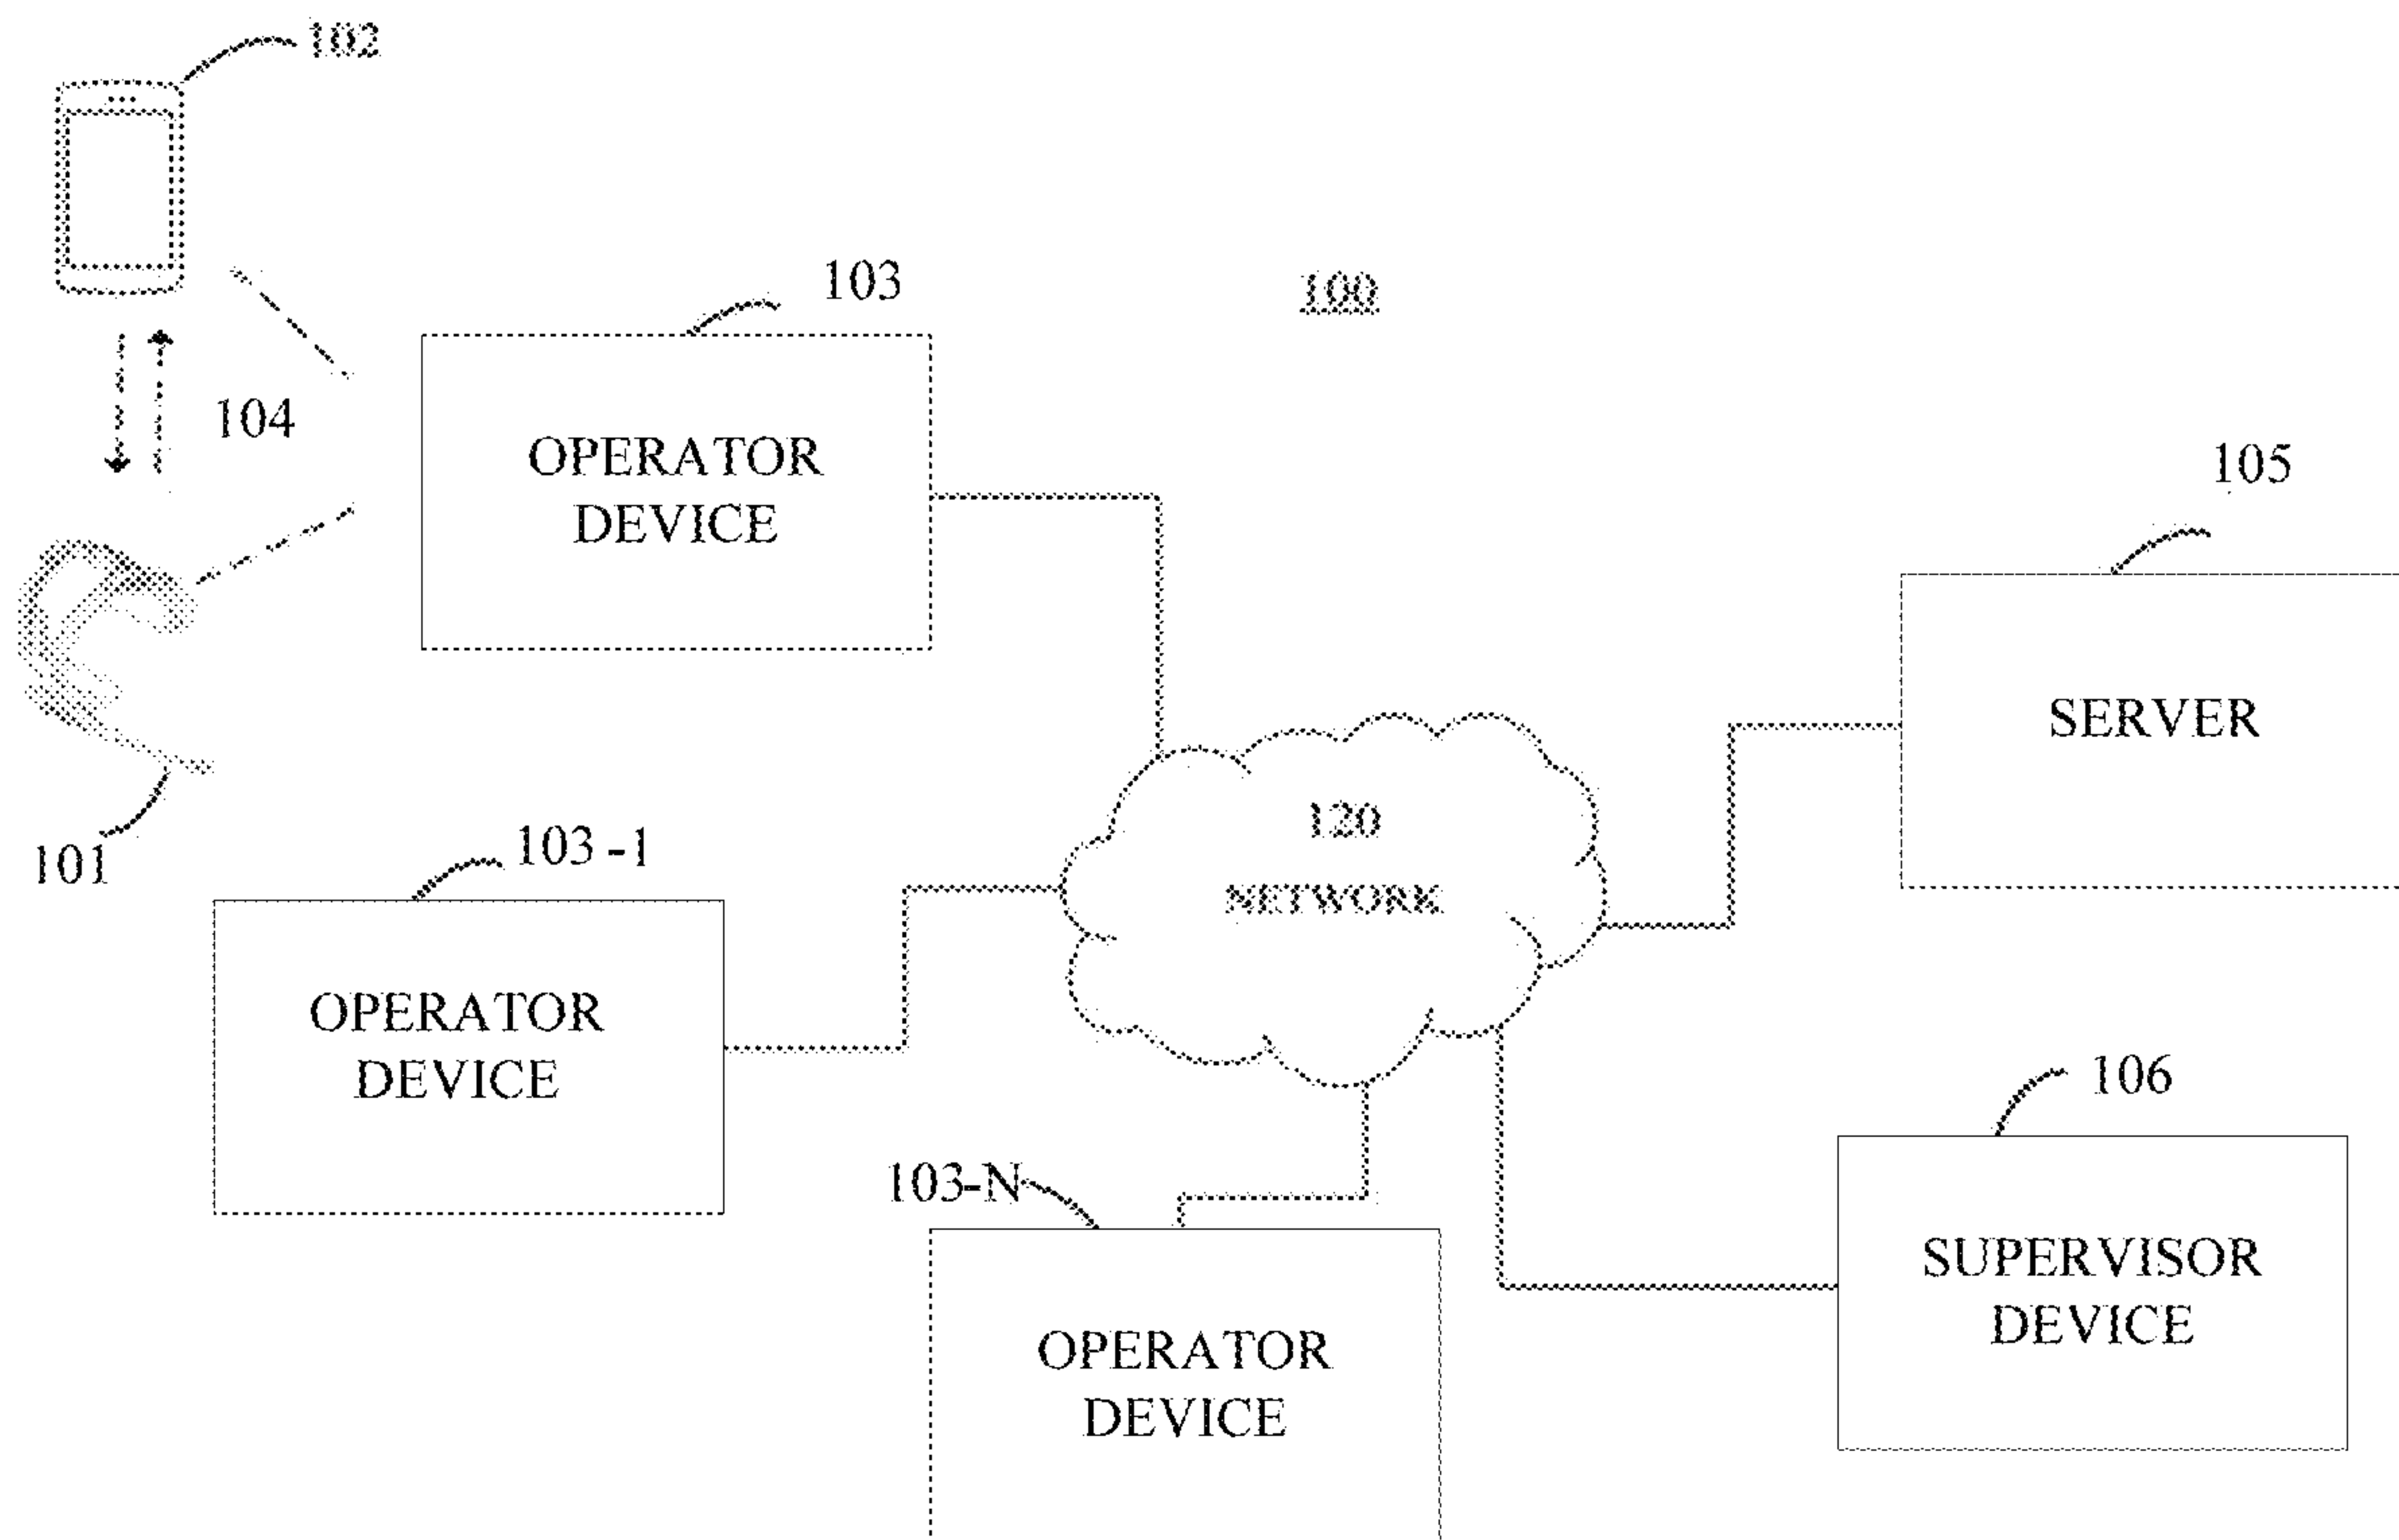 102
103
100
104
OPERATOR
DEVICE
105
SERVER
120
NETWORK
101
103-1
OPERATOR
DEVICE
106
103-N
SUPERVISOR
DEVICE
OPERATOR
DEVICE